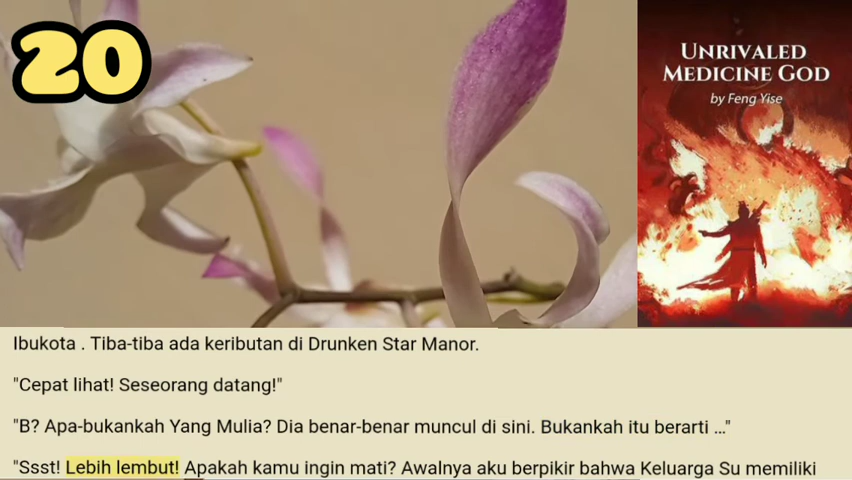 20
UNRIVALED
MEDICINE GOD
by Feng Yise
Ibukota . Tiba-tiba ada keributan di Drunken Star Manor.
"Cepat lihat! Seseorang datang!"
"B? Apa-bukankah Yang Mulia? Dia benar-benar muncul di sini. Bukankah itu berarti ..."
"Ssst! Lebih lembut! Apakah kamu ingin mati? Awalnya aku berpikir bahwa Keluarga Su memiliki